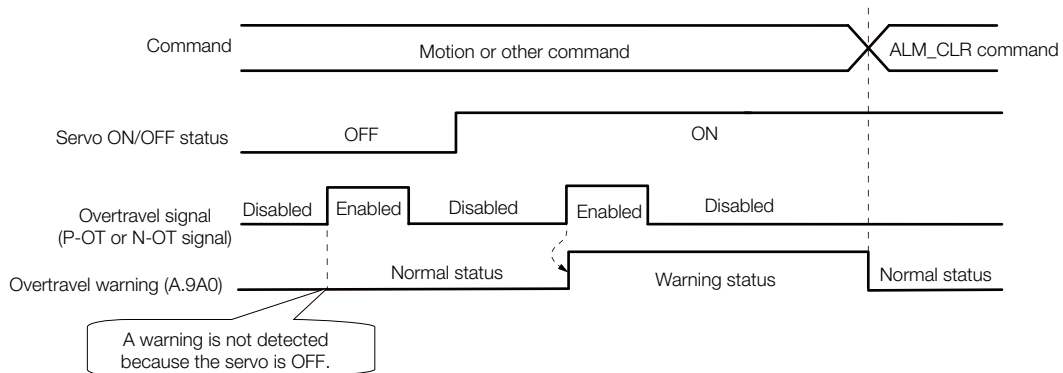 Command
Motion or other command
ALM_CLR command
Servo ON/OFF status
OFF
ON
Overtravel signal
(P-OT or N-OT signal)
Disabled
Enabled
Disabled
Enabled
Disabled
Overtravel warning (A.9A0)
Normal status
Warning status
Normal status
A warning is not detected
because the servo is OFF.